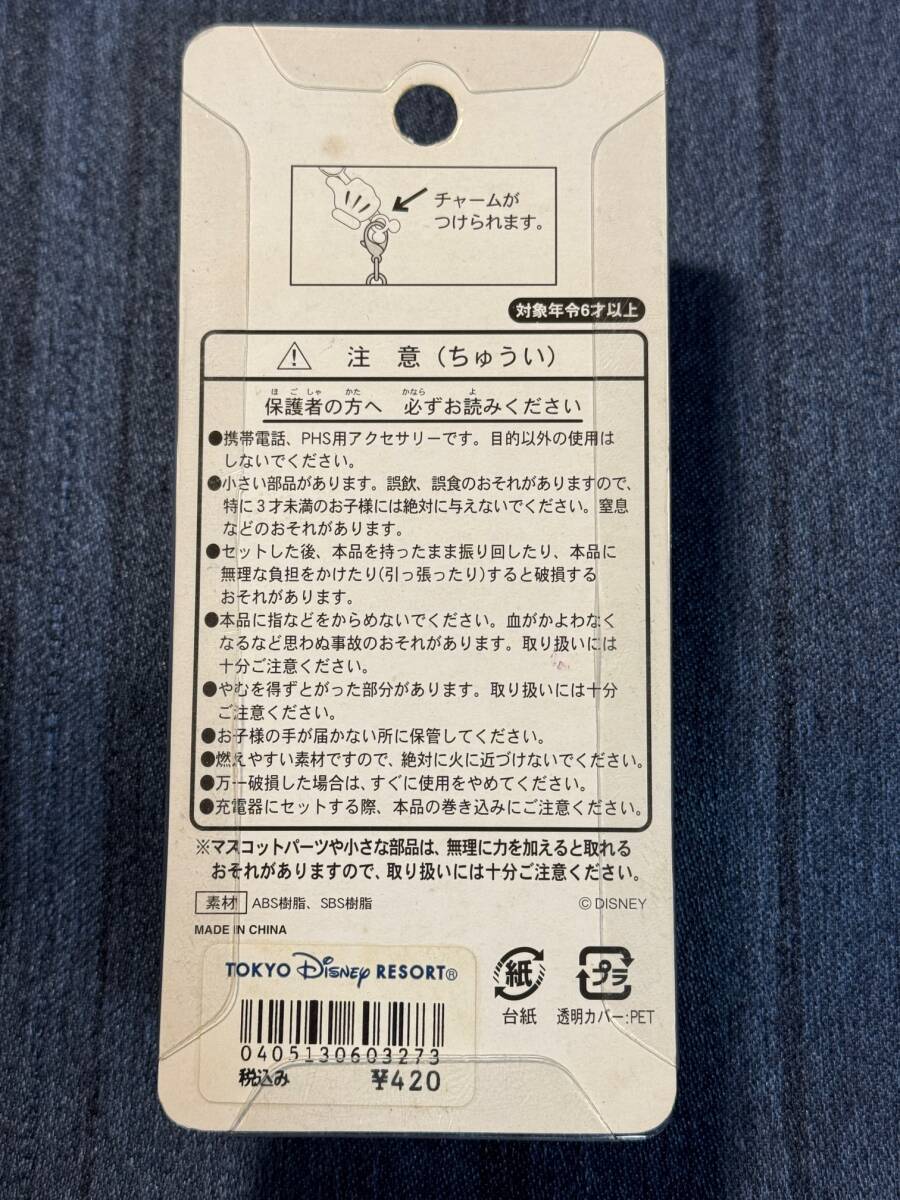 チャームが
つけられます。
対象年令6才以上
注 意（ちゅうい）
保護者の方へ 必ずお読みください
ほ ご しゃ かた かなら よ
●携帯電話、PHS用アクセサリーです。目的以外の使用は
しないでください。
●小さい部品があります。誤飲、誤食のおそれがありますので、
特に3才未満のお子様には絶対に与えないでください。窒息
などのおそれがあります。
●セットした後、本品を持ったまま振り回したり、本品に
無理な負担をかけたり(引っ張ったり)すると破損する
おそれがあります。
●本品に指などをからめないでください。血がかよわなく
なるなど思わぬ事故のおそれがあります。取り扱いには
十分ご注意ください。
●やむを得ずとがった部分があります。取り扱いには十分
ご注意ください。
●お子様の手が届かない所に保管してください。
●燃えやすい素材ですので、絶対に火に近づけないでください。
●万一破損した場合は、すぐに使用をやめてください。
●充電器にセットする際、本品の巻き込みにご注意ください。
※マスコットパーツや小さな部品は、無理に力を加えると取れる
おそれがありますので、取り扱いには十分ご注意ください。
素材 ABS樹脂、SBS樹脂 ©DISNEY
MADE IN CHINA
TOKYO Disney RESORT®
紙 プラ
台紙 透明カバー:PET
0405130603273
税込み ¥420